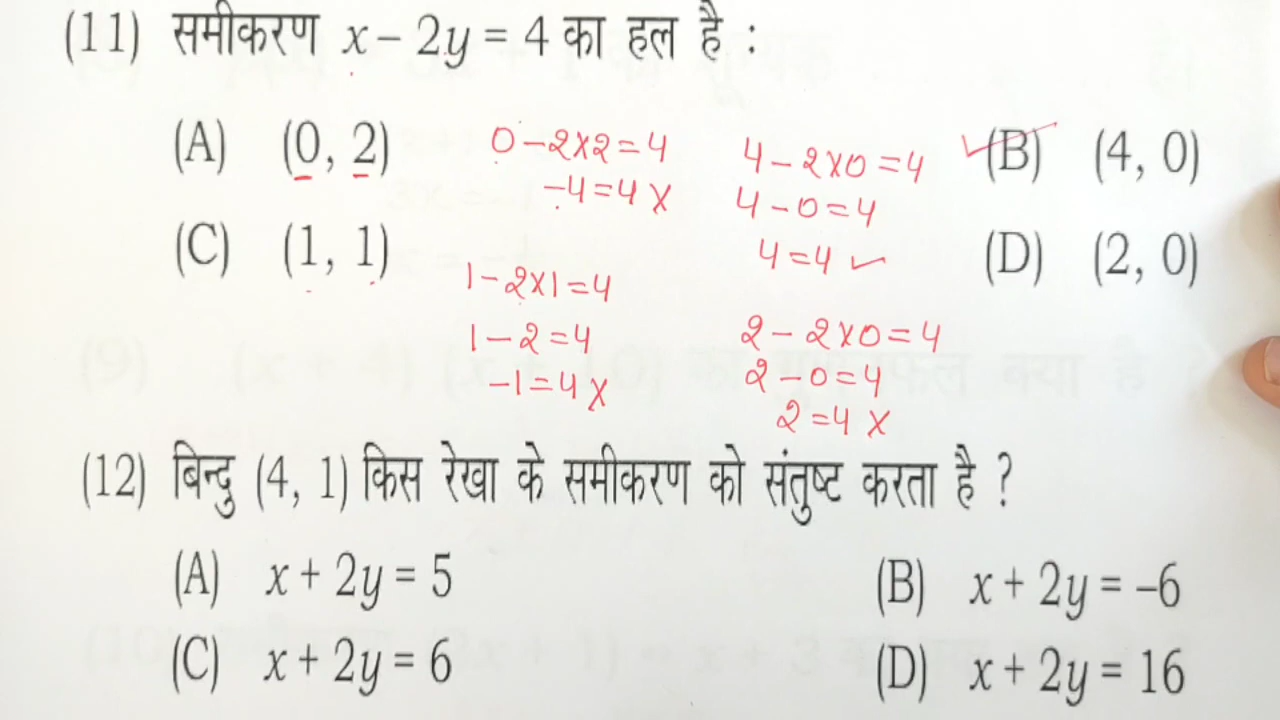 (11) समीकरण x – 2y = 4 का हल है :
(A) (0, 2)
0 – 2×2 = 4
–4 = 4 ×
4 – 2×0 = 4
4 – 0 = 4
4 = 4 ✓
✓(B) (4, 0)
(C) (1, 1)
1 – 2×1 = 4
1 – 2 = 4
–1 = 4 ×
2 – 2×0 = 4
2 – 0 = 4
2 = 4 ×
(D) (2, 0)
(12) बिन्दु (4, 1) किस रेखा के समीकरण को संतुष्ट करता है ?
(A) x + 2y = 5
(B) x + 2y = –6
(C) x + 2y = 6
(D) x + 2y = 16